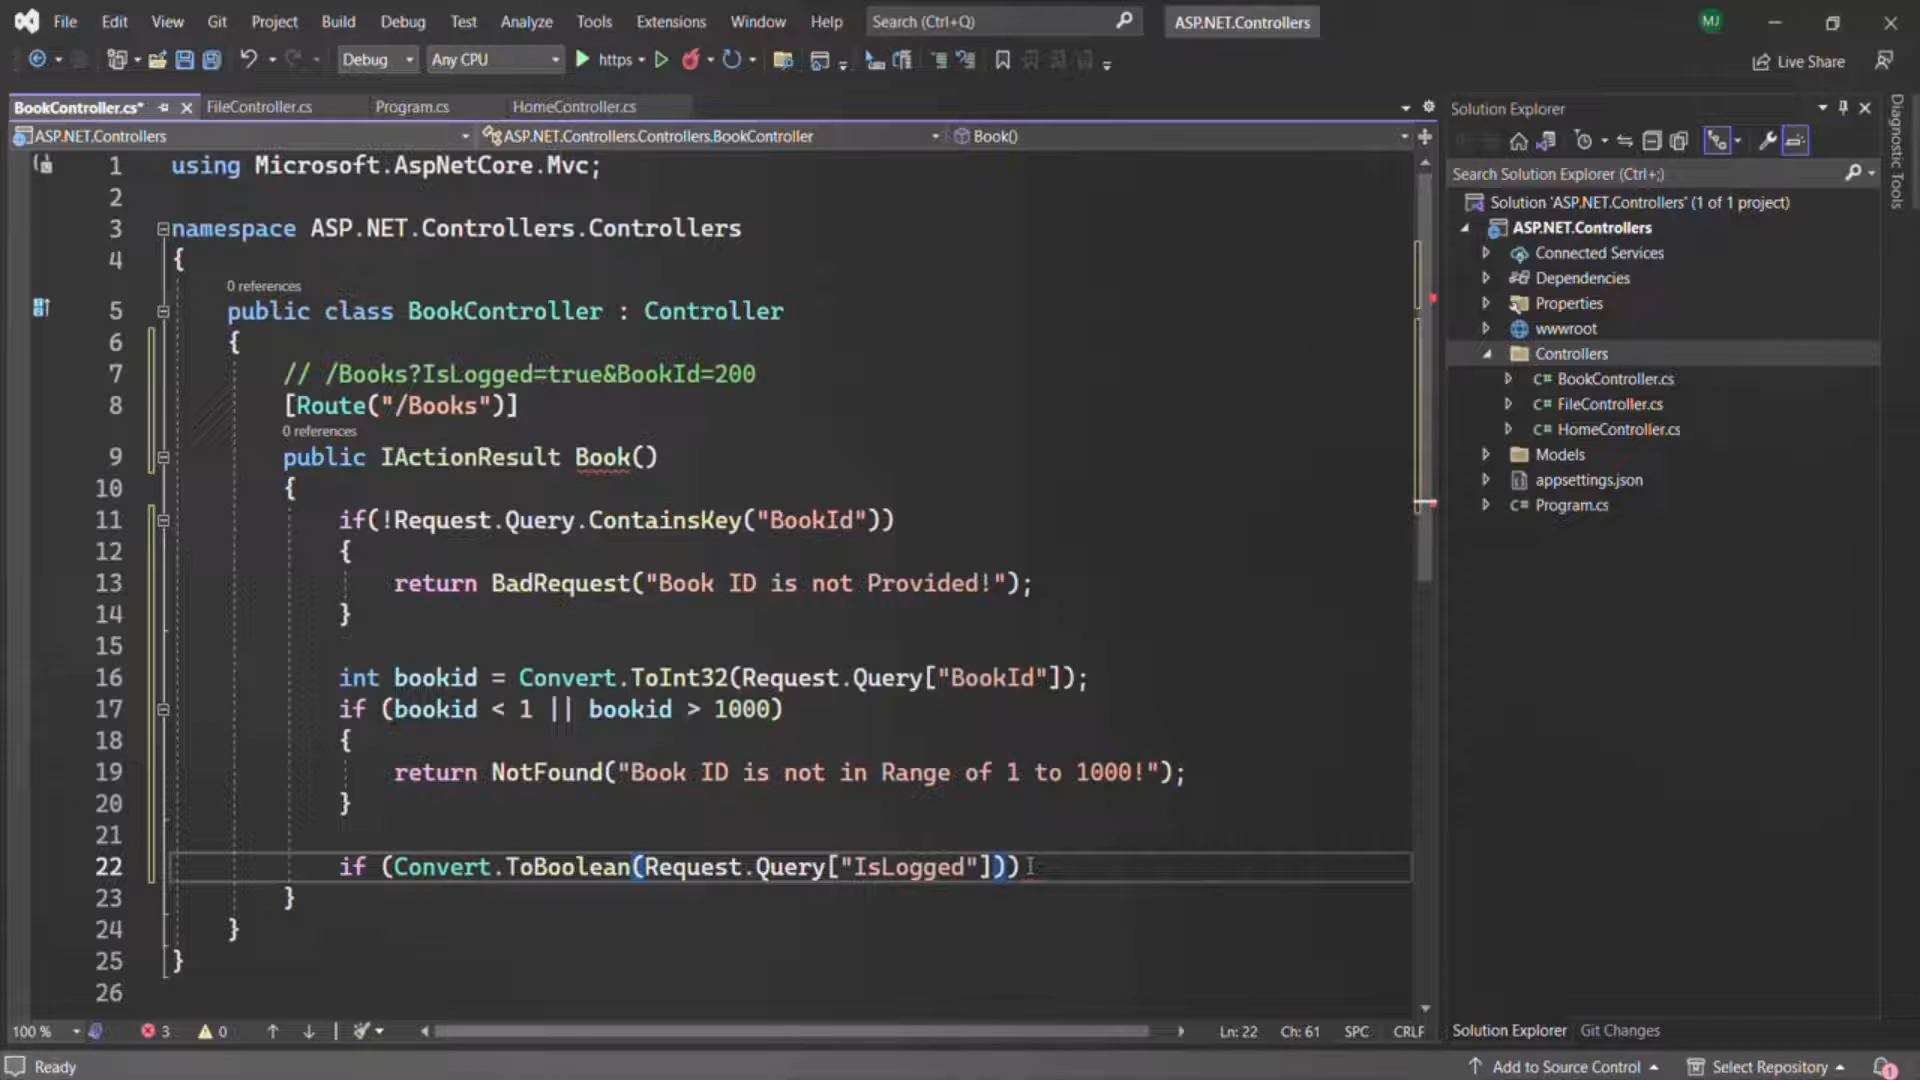 File Edit View Git Project Build Debug Test Analyze Tools Extensions Window Help Search (Ctrl+Q) ASP.NET.Controllers MJ
Debug Any CPU https Live Share
BookController.cs* FileController.cs Program.cs HomeController.cs
ASP.NET.Controllers ASP.NET.Controllers.Controllers.BookController Book()
1 using Microsoft.AspNetCore.Mvc;
2
3 namespace ASP.NET.Controllers.Controllers
4 {
0 references
5 public class BookController : Controller
6 {
7 // /Books?IsLogged=true&BookId=200
8 [Route("/Books")]
0 references
9 public IActionResult Book()
10 {
11 if(!Request.Query.ContainsKey("BookId"))
12 {
13 return BadRequest("Book ID is not Provided!");
14 }
15
16 int bookid = Convert.ToInt32(Request.Query["BookId"]);
17 if (bookid < 1 || bookid > 1000)
18 {
19 return NotFound("Book ID is not in Range of 1 to 1000!");
20 }
21
22 if (Convert.ToBoolean(Request.Query["IsLogged"]))
23 }
24 }
25 }
26
100 % 3 0 Ln: 22 Ch: 61 SPC CRLF
Solution Explorer
Search Solution Explorer (Ctrl+;)
Solution 'ASP.NET.Controllers' (1 of 1 project)
ASP.NET.Controllers
Connected Services
Dependencies
Properties
wwwroot
Controllers
C# BookController.cs
C# FileController.cs
C# HomeController.cs
Models
appsettings.json
C# Program.cs
Solution Explorer Git Changes
Diagnostic Tools
Ready Add to Source Control Select Repository 1